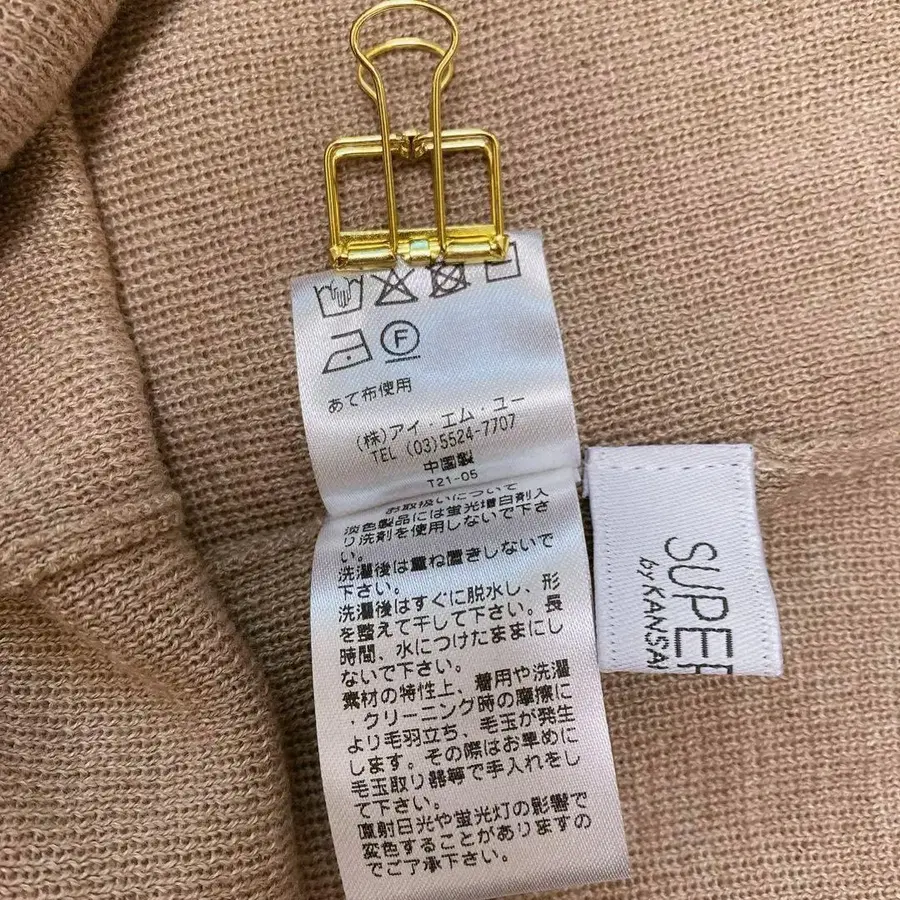 F
あて布使用
(株)アイ・エム・ユー
TEL (03)5524-7707
中国製
T21-05
お取扱いについて
淡色製品には蛍光増白剤入
り洗剤を使用しないで下さ
い。
洗濯後は重ね置きしないで
下さい。
洗濯後はすぐに脱水し、形
を整えて干して下さい。長
時間、水につけたままにし
ないで下さい。
素材の特性上、着用や洗濯
・クリーニング時の摩擦に
より毛羽立ち、毛玉が発生
します。その際はお早めに
毛玉取り器等で手入れをし
て下さい。
直射日光や蛍光灯の影響で
変色することがありますの
でご了承下さい。
SUPER
by KANSAI